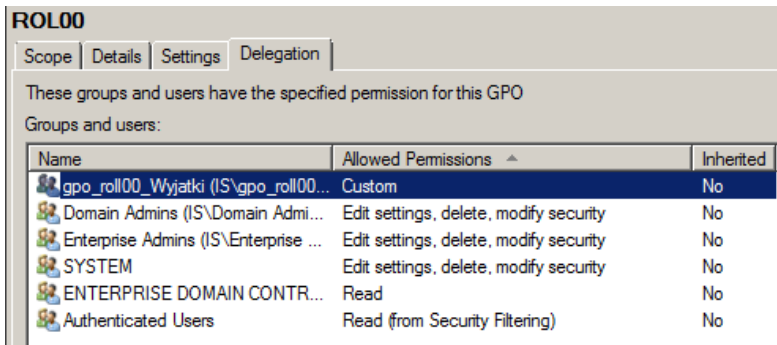 ROL00
Scope Details Settings Delegation
These groups and users have the specified permission for this GPO
Groups and users:
Name Allowed Permissions Inherited
gpo_roll00_Wyjatki (IS\gpo_roll00... Custom No
Domain Admins (IS\Domain Admi... Edit settings, delete, modify security No
Enterprise Admins (IS\Enterprise ... Edit settings, delete, modify security No
SYSTEM Edit settings, delete, modify security No
ENTERPRISE DOMAIN CONTR... Read No
Authenticated Users Read (from Security Filtering) No